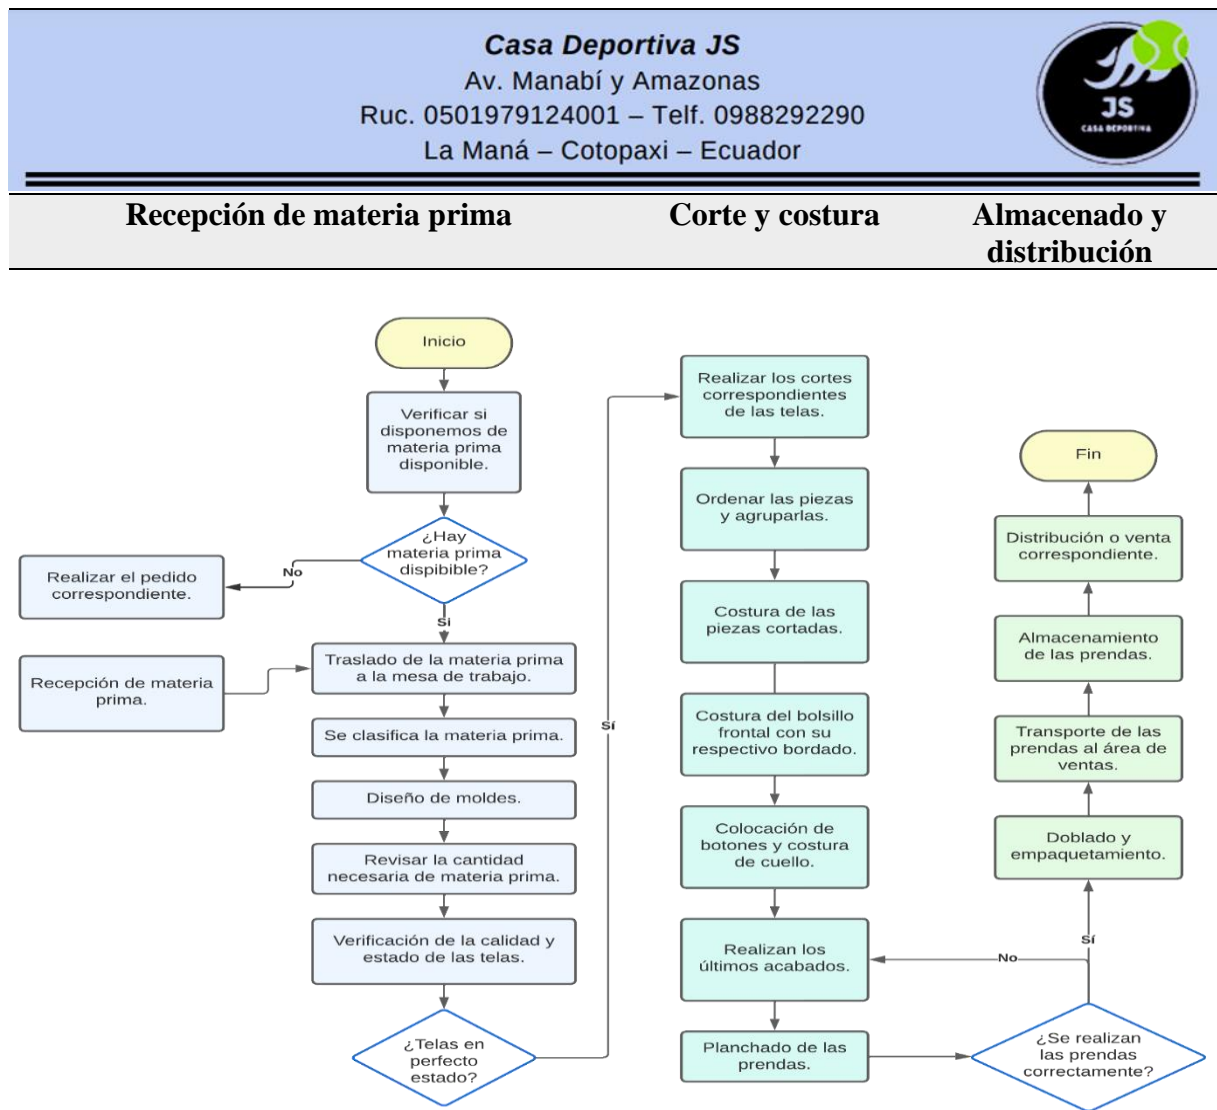 Casa Deportiva JS
Av. Manabí y Amazonas
Ruc. 0501979124001 – Telf. 0988292290
La Maná – Cotopaxi – Ecuador
JS
CASA DEPORTIVA
Recepción de materia prima
Corte y costura
Almacenado y
distribución
Inicio
Verificar si
disponemos de
materia prima
disponible.
¿Hay
materia prima
dispibible?
No
Realizar el pedido
correspondiente.
Si
Recepción de materia
prima.
Traslado de la materia prima
a la mesa de trabajo.
Se clasifica la materia prima.
Diseño de moldes.
Revisar la cantidad
necesaria de materia prima.
Verificación de la calidad y
estado de las telas.
¿Telas en
perfecto
estado?
Sí
Realizar los cortes
correspondientes
de las telas.
Ordenar las piezas
y agruparlas.
Costura de las
piezas cortadas.
Costura del bolsillo
frontal con su
respectivo bordado.
Colocación de
botones y costura
de cuello.
Realizan los
últimos acabados.
Planchado de las
prendas.
¿Se realizan
las prendas
correctamente?
No
Sí
Doblado y
empaquetamiento.
Transporte de las
prendas al área de
ventas.
Almacenamiento
de las prendas.
Distribución o venta
correspondiente.
Fin